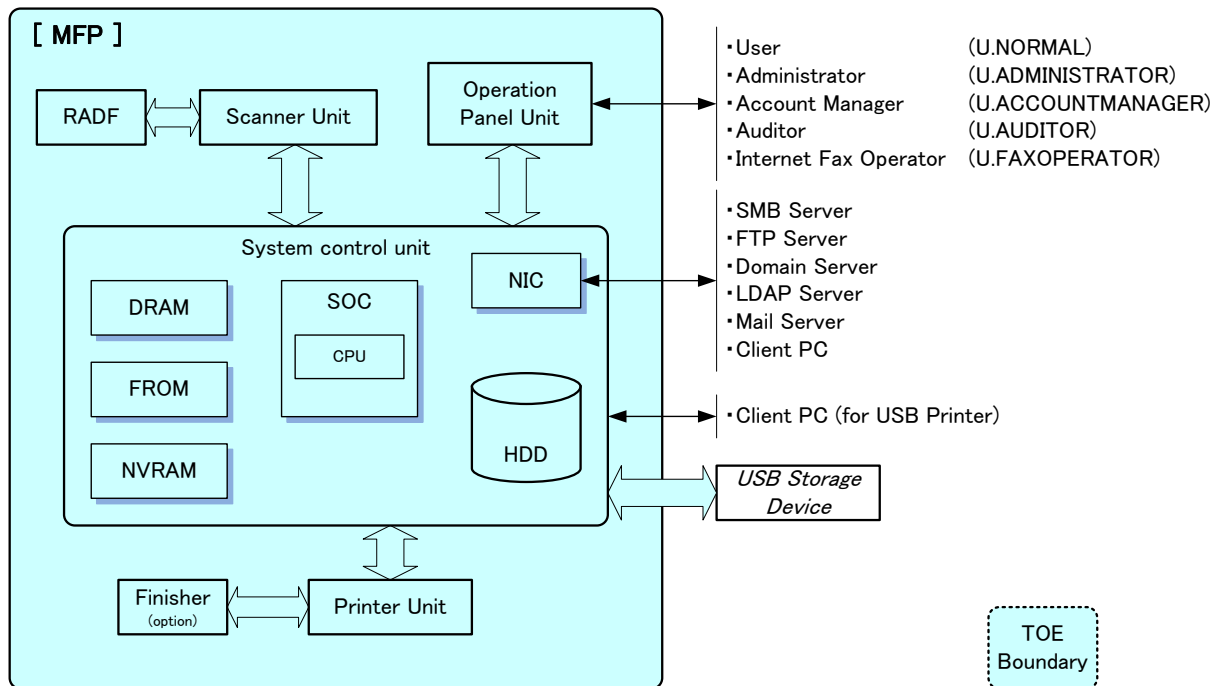 [ MFP ]
RADF
Scanner Unit
Operation
Panel Unit
・User (U.NORMAL)
・Administrator (U.ADMINISTRATOR)
・Account Manager (U.ACCOUNTMANAGER)
・Auditor (U.AUDITOR)
・Internet Fax Operator (U.FAXOPERATOR)
System control unit
DRAM
FROM
NVRAM
SOC
CPU
NIC
HDD
・SMB Server
・FTP Server
・Domain Server
・LDAP Server
・Mail Server
・Client PC
・Client PC (for USB Printer)
USB Storage
Device
Finisher
(option)
Printer Unit
TOE
Boundary